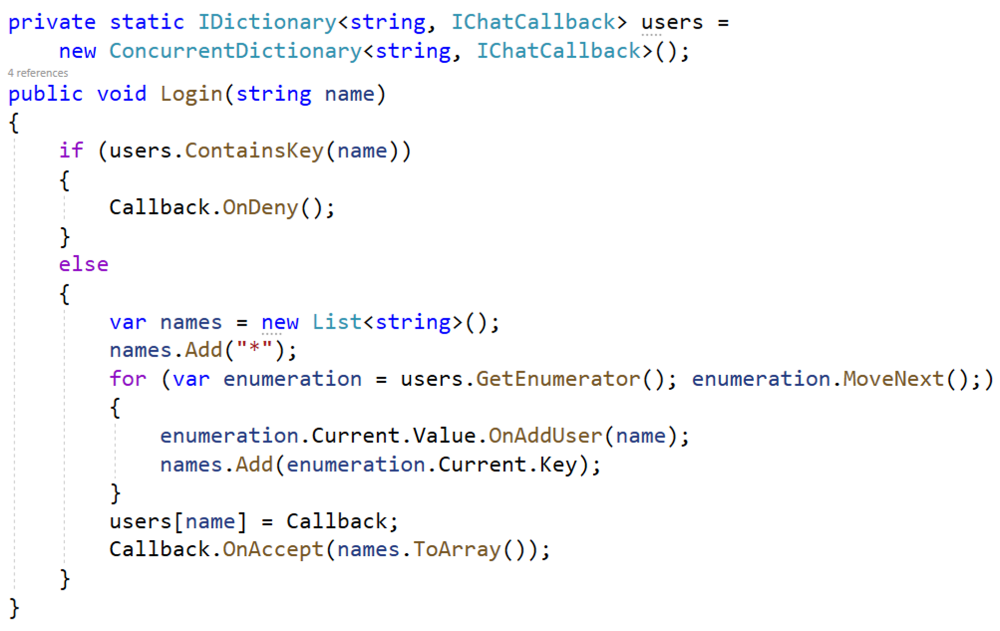 private static IDictionary<string, IChatCallback> users =
    new ConcurrentDictionary<string, IChatCallback>();
4 references
public void Login(string name)
{
    if (users.ContainsKey(name))
    {
        Callback.OnDeny();
    }
    else
    {
        var names = new List<string>();
        names.Add("*");
        for (var enumeration = users.GetEnumerator(); enumeration.MoveNext();)
        {
            enumeration.Current.Value.OnAddUser(name);
            names.Add(enumeration.Current.Key);
        }
        users[name] = Callback;
        Callback.OnAccept(names.ToArray());
    }
}